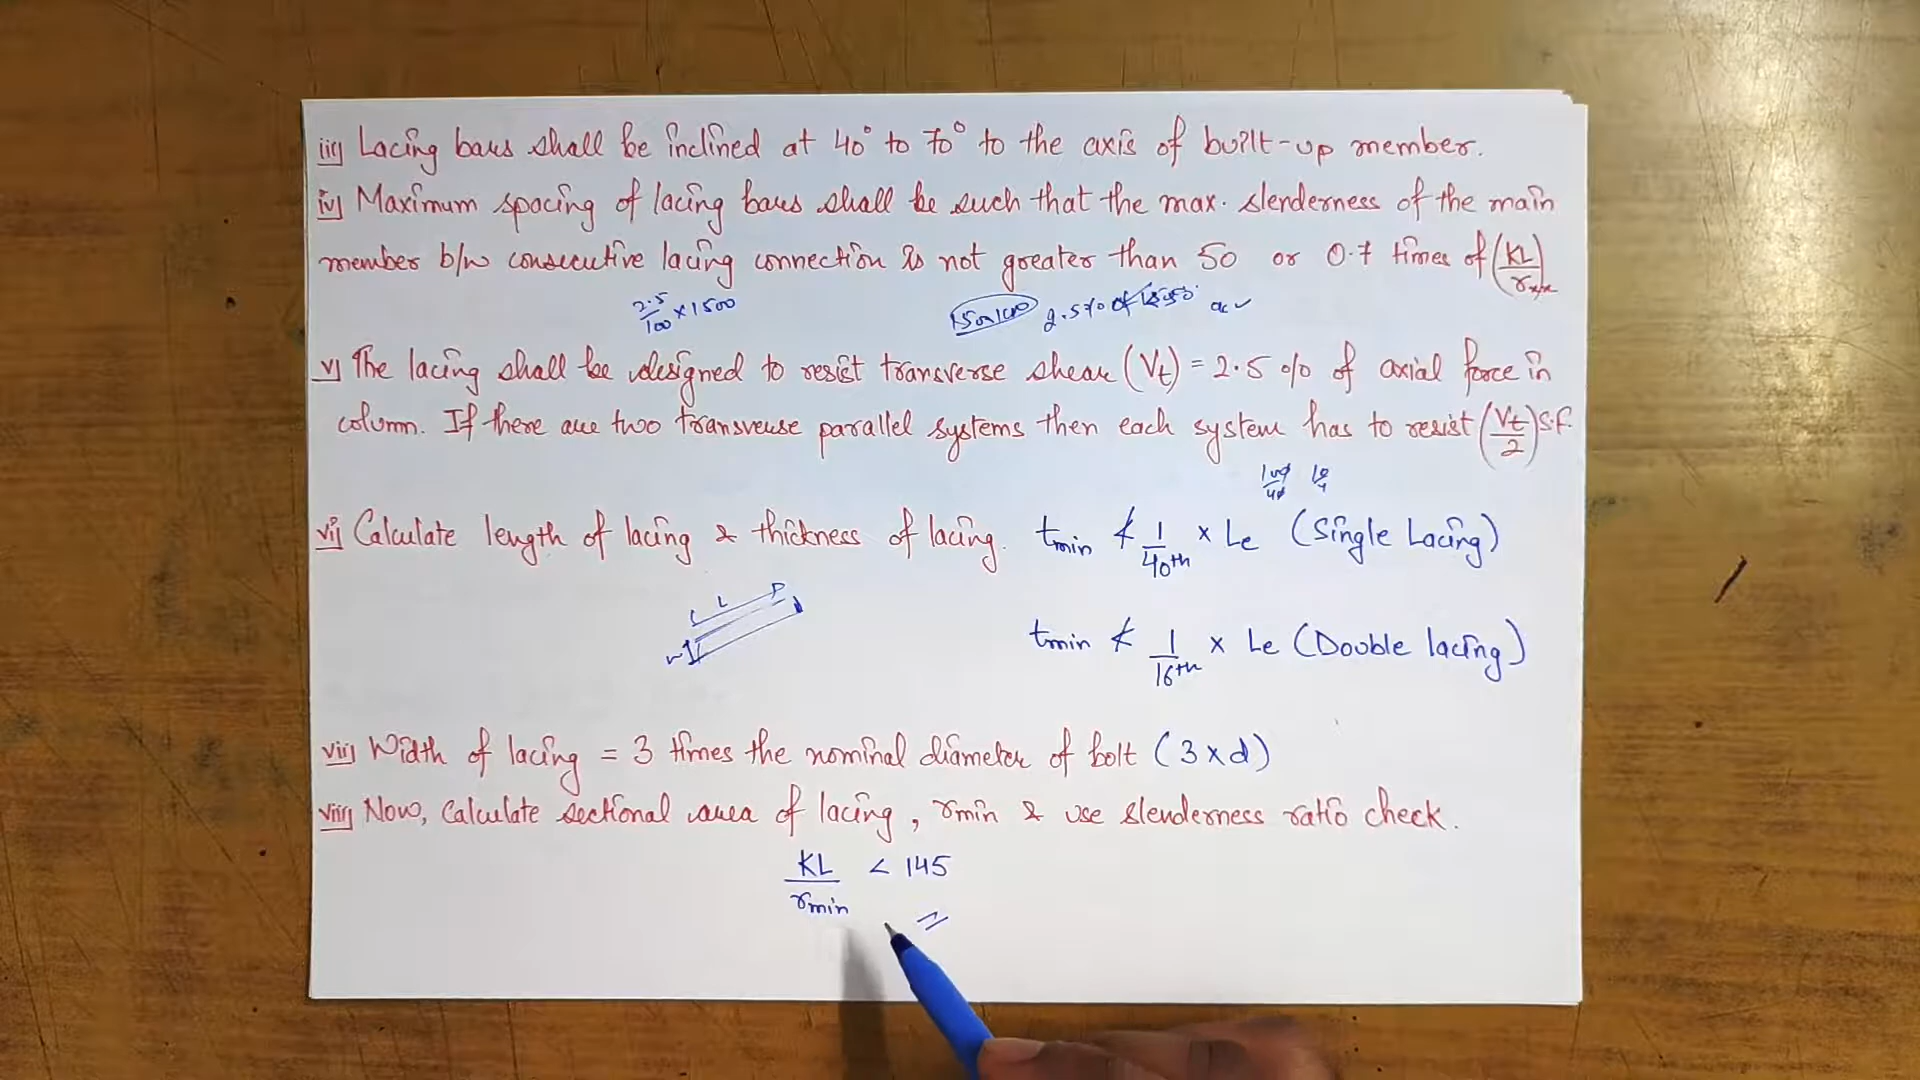 iii) Lacing bars shall be inclined at 40° to 70° to the axis of built-up member.
iv) Maximum spacing of lacing bars shall be such that the max. slenderness of the main
member b/w consecutive lacing connection is not greater than 50 or 0.7 times of (KL/rxx)
2.5/100 × 1500
2.5% of
v) The lacing shall be designed to resist transverse shear (Vt) = 2.5 % of axial force in
column. If there are two transverse parallel systems then each system has to resist (Vt/2) S.F.
vi) Calculate length of lacing & thickness of lacing. tmin ≮ 1/40th × Le (Single Lacing)
L
tmin ≮ 1/16th × Le (Double lacing)
vii) Width of lacing = 3 times the nominal diameter of bolt (3 × d)
viii) Now, Calculate sectional area of lacing, rmin & use slenderness ratio check.
KL/rmin < 145